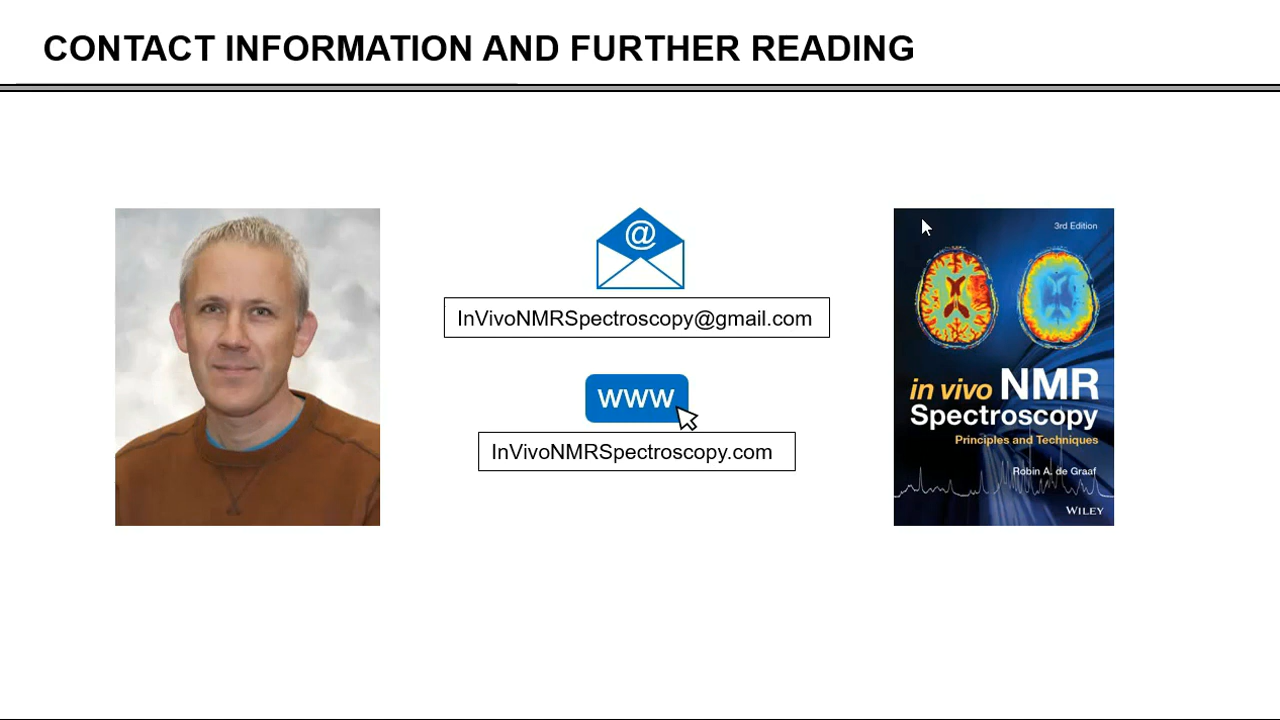 CONTACT INFORMATION AND FURTHER READING
@
InVivoNMRSpectroscopy@gmail.com
www
InVivoNMRSpectroscopy.com
3rd Edition
in vivo NMR
Spectroscopy
Principles and Techniques
Robin A. de Graaf
WILEY